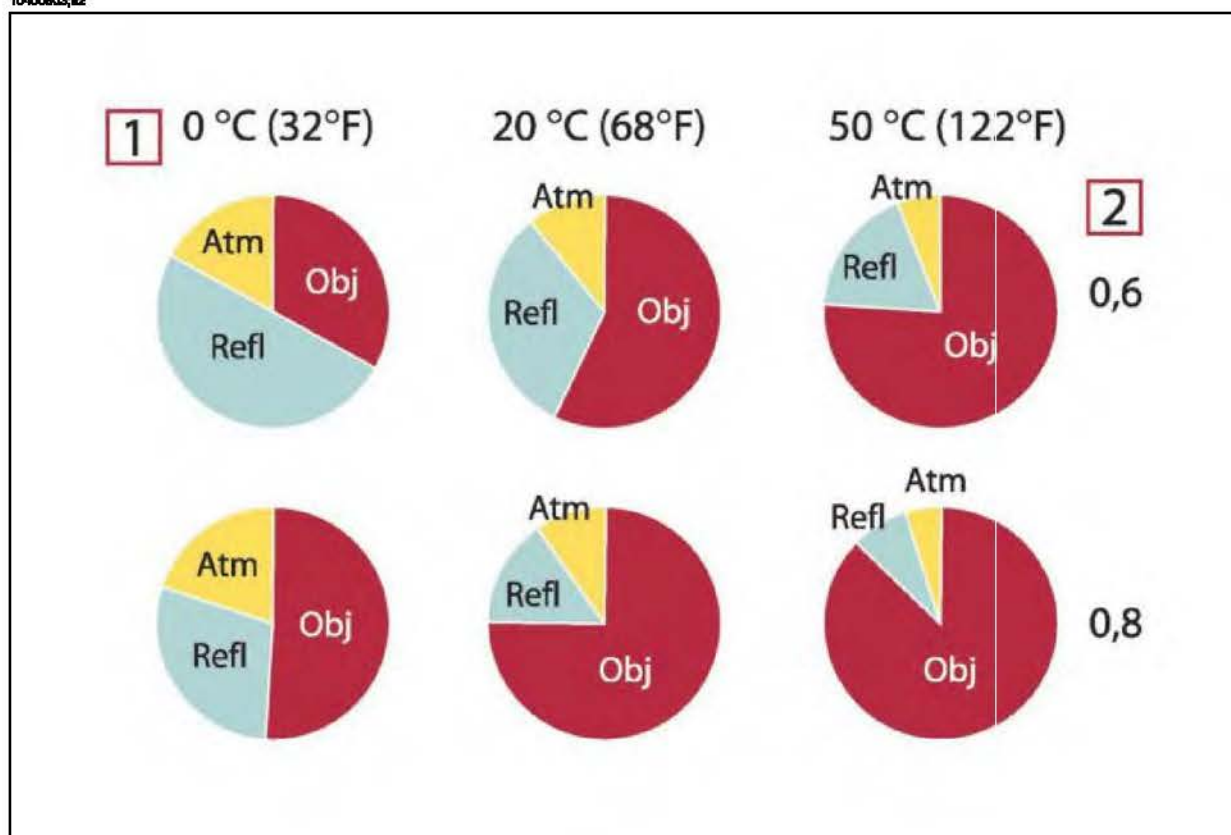 1 0 °C (32°F) 20 °C (68°F) 50 °C (122°F)
2
Atm Obj Refl
Atm Refl Obj
Atm Refl Obj
0,6
Atm Obj Refl
Atm Refl Obj
Atm Refl Obj
0,8